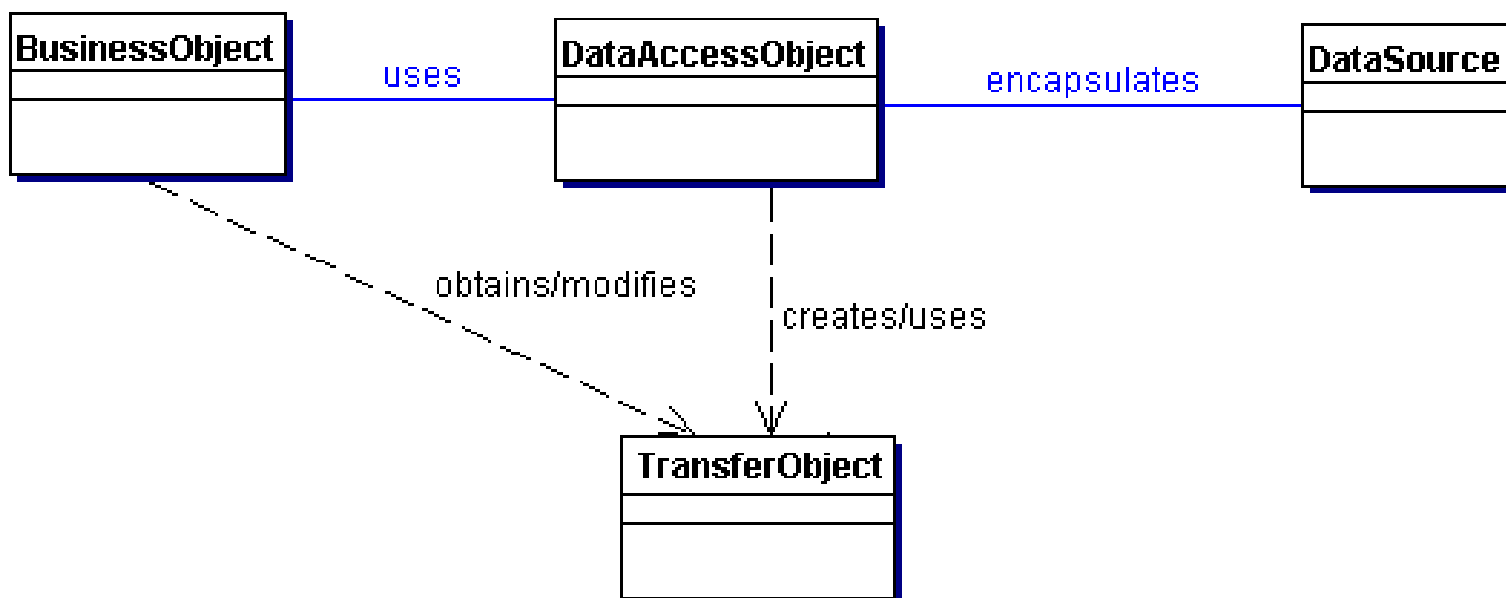 BusinessObject
uses
DataAccessObject
encapsulates
DataSource
obtains/modifies
creates/uses
TransferObject